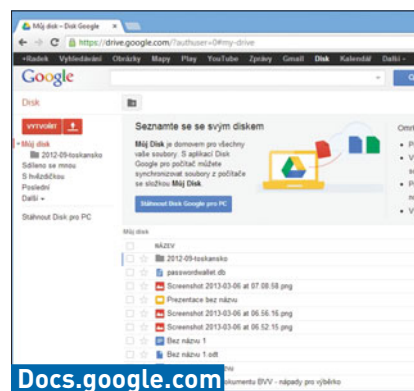 Můj disk – Disk Google
https://drive.google.com/?authuser=0#my-drive
+Radek Vyhledávání Obrázky Mapy Play YouTube Zprávy Gmail Disk Kalendář Další
Google
Disk
VYTVOŘIT
Můj disk
2012-09-toskansko
Sdíleno se mnou
S hvězdičkou
Poslední
Další
Stáhnout Disk pro PC
Seznamte se se svým diskem
Můj Disk je domovem pro všechny
vaše soubory. S aplikací Disk
Google pro počítač můžete
synchronizovat soubory z počítače
se složkou Můj Disk.
Stáhnout Disk Google pro PC
Můj disk
NÁZEV
2012-09-toskansko
passwordwallet.db
Screenshot 2013-03-06 at 07.08.58.png
Prezentace bez názvu
Screenshot 2013-03-06 at 06.56.16.png
Screenshot 2013-03-06 at 06.52.15.png
Bez názvu 1
Bez názvu 1.odt
okumentu BVV - nápady pro výběrko
Docs.google.com